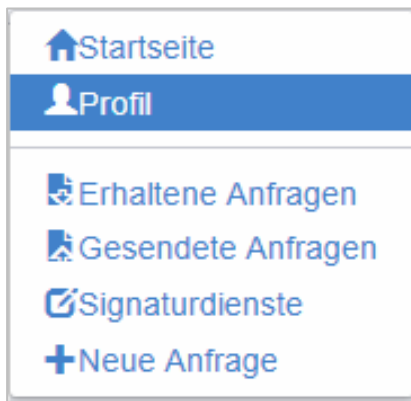 Startseite
Profil
Erhaltene Anfragen
Gesendete Anfragen
Signaturdienste
Neue Anfrage